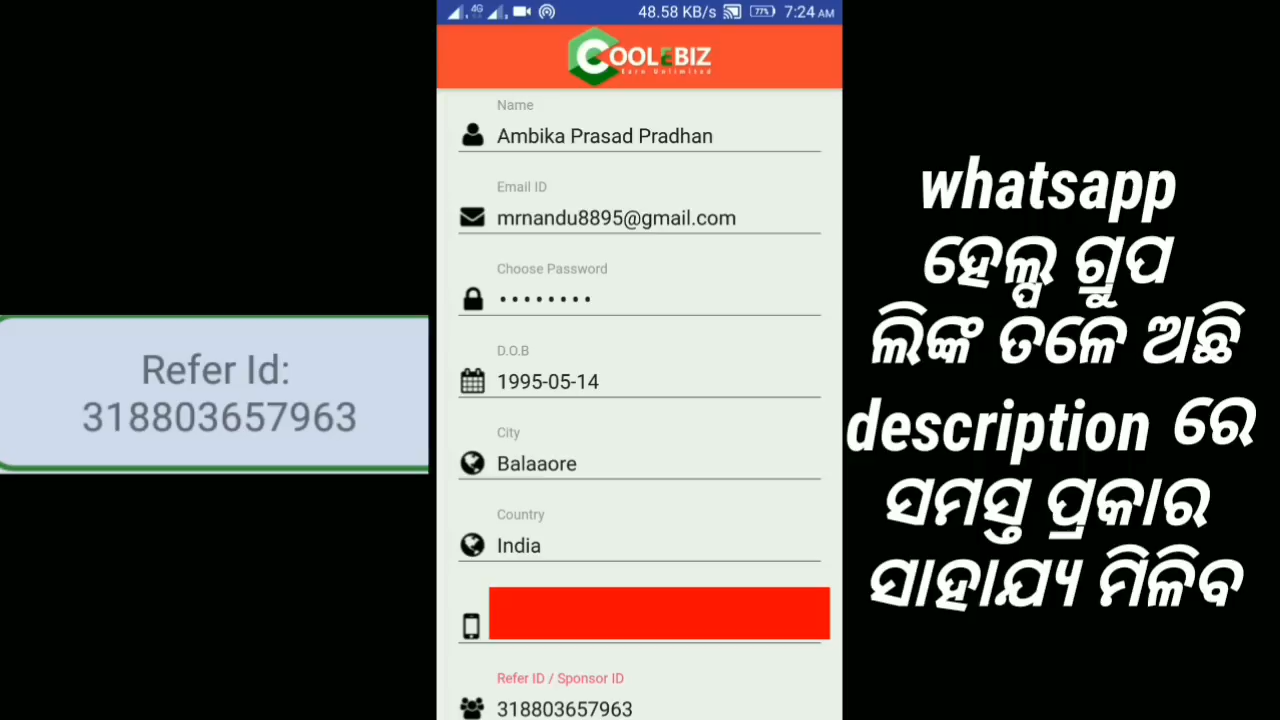 4G
48.58 KB/s
77%
7:24 AM
COOLEBIZ
Earn Unlimited
Name
Ambika Prasad Pradhan
Email ID
mrnandu8895@gmail.com
Choose Password
D.O.B
1995-05-14
City
Balaaore
Country
India
Refer ID / Sponsor ID
318803657963
Refer Id:
318803657963
whatsapp
ହେଲ୍ପ ଗ୍ରୁପ
ଲିଙ୍କ ତଳେ ଅଛି
description ରେ
ସମସ୍ତ ପ୍ରକାର
ସାହାଯ୍ୟ ମିଳିବ